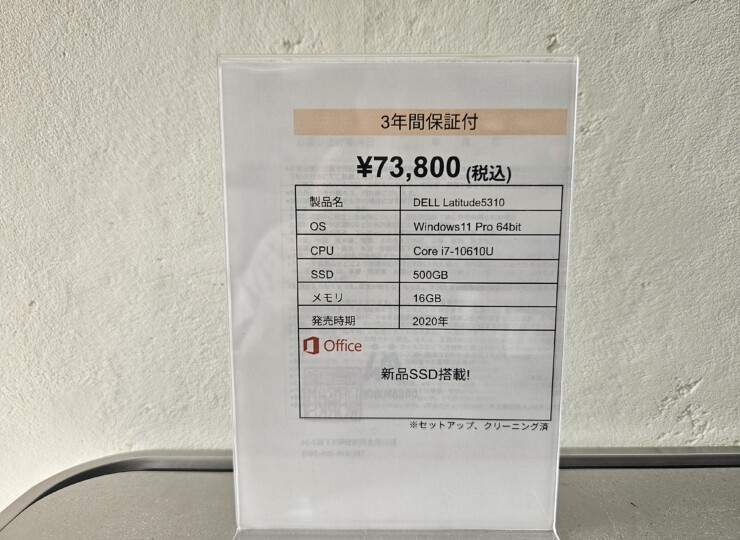 3年間保証付
¥73,800 (税込)
製品名 DELL Latitude5310
OS Windows11 Pro 64bit
CPU Core i7-10610U
SSD 500GB
メモリ 16GB
発売時期 2020年
Office
新品SSD搭載!
※セットアップ、クリーニング済